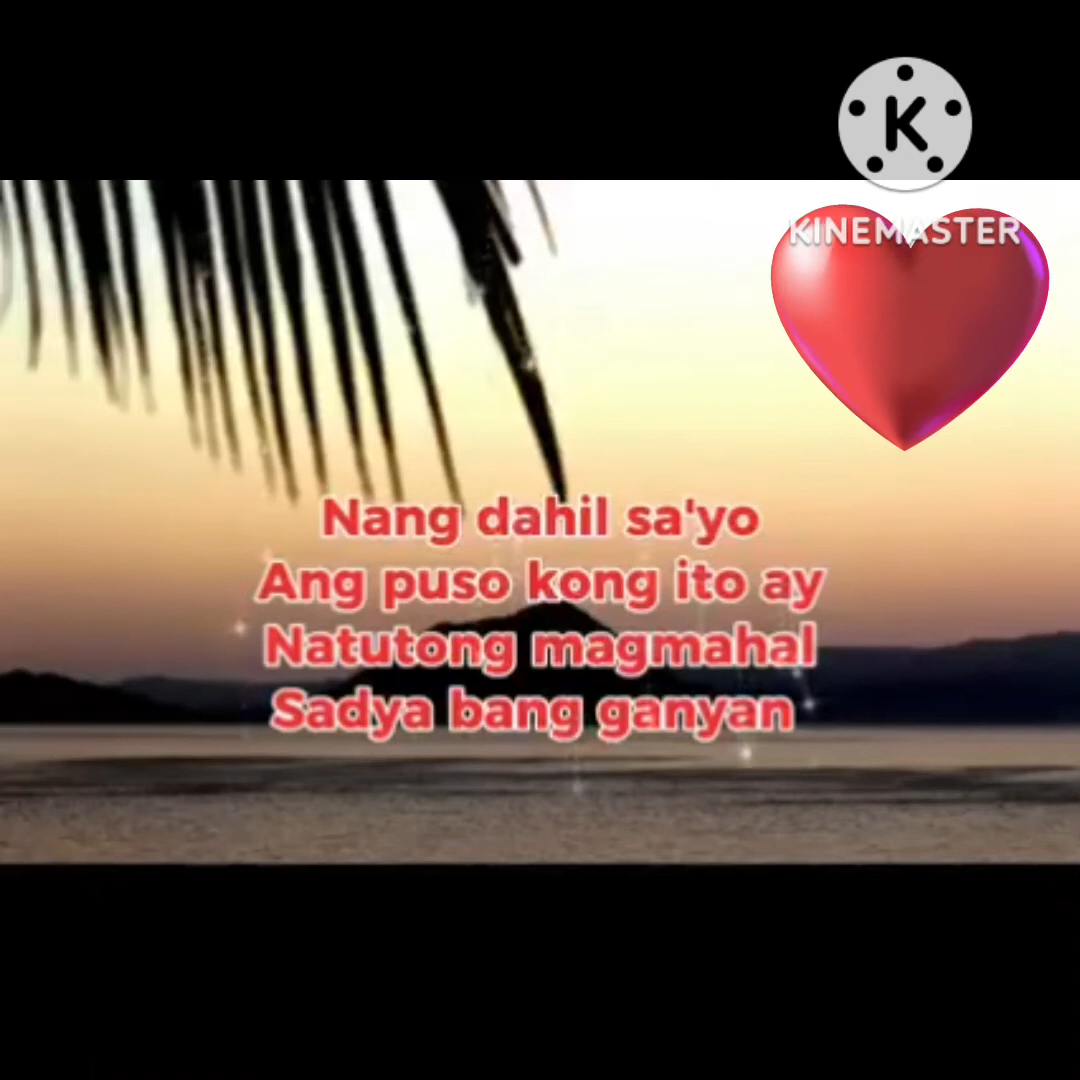 K
KINEMASTER
Nang dahil sa'yo
Ang puso kong ito ay
Natutong magmahal
Sadya bang ganyan